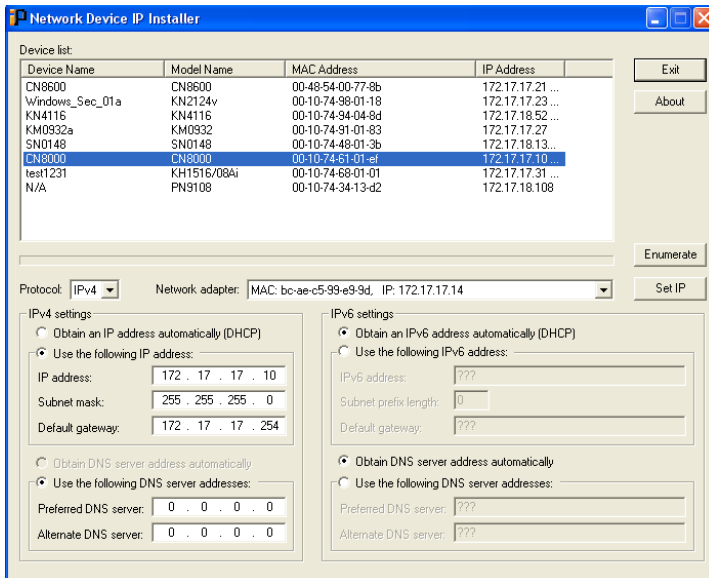 Network Device IP Installer
Device list:
Device Name Model Name MAC Address IP Address
CN8600 CN8600 00-48-54-00-77-8b 172.17.17.21 ...
Windows_Sec_01a KN2124v 00-10-74-98-01-18 172.17.17.23 ...
KN4116 KN4116 00-10-74-94-04-8d 172.17.18.52 ...
KM0932a KM0932 00-10-74-91-01-83 172.17.17.27
SN0148 SN0148 00-10-74-48-01-3b 172.17.18.13...
CN8000 CN8000 00-10-74-61-01-ef 172.17.17.10 ...
test1231 KH1516/08Ai 00-10-74-68-01-01 172.17.17.31 ...
N/A PN9108 00-10-74-34-13-d2 172.17.18.108
Exit
About
Enumerate
Protocol: IPv4 Network adapter: MAC: bc-ae-c5-99-e9-9d, IP: 172.17.17.14 Set IP
IPv4 settings
Obtain an IP address automatically (DHCP)
Use the following IP address:
IP address: 172 . 17 . 17 . 10
Subnet mask: 255 . 255 . 255 . 0
Default gateway: 172 . 17 . 17 . 254
Obtain DNS server address automatically
Use the following DNS server addresses:
Preferred DNS server: 0 . 0 . 0 . 0
Alternate DNS server: 0 . 0 . 0 . 0
IPv6 settings
Obtain an IPv6 address automatically (DHCP)
Use the following IPv6 address:
IPv6 address: ???
Subnet prefix length: 0
Default gateway: ???
Obtain DNS server address automatically
Use the following DNS server addresses:
Preferred DNS server: ???
Alternate DNS server: ???